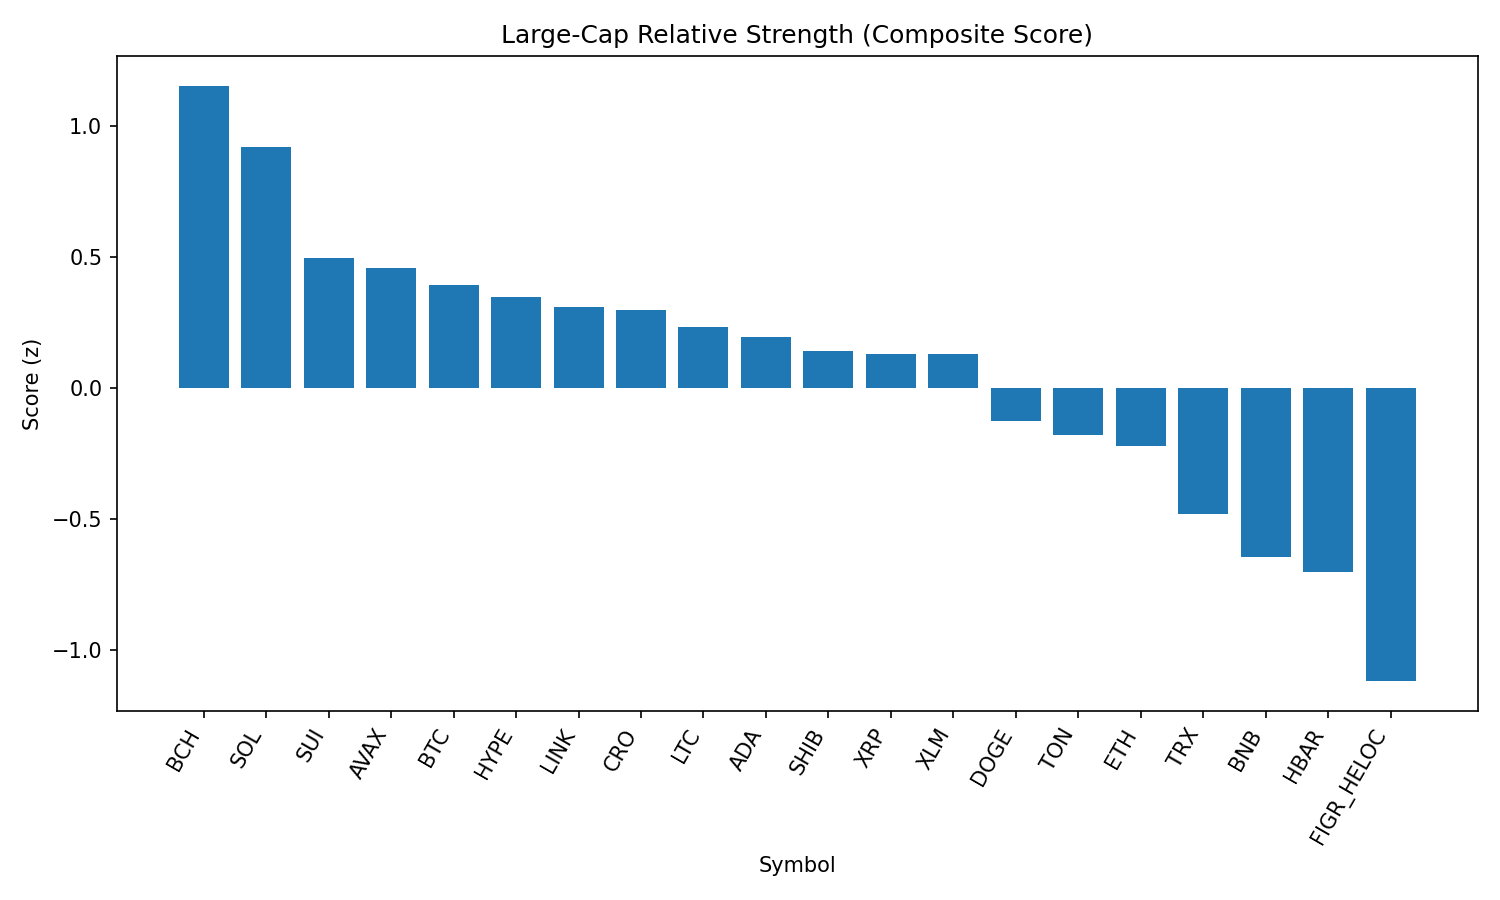 Large-Cap Relative Strength (Composite Score)
Score (z)
1.0
0.5
0.0
−0.5
−1.0
BCH
SOL
SUI
AVAX
BTC
HYPE
LINK
CRO
LTC
ADA
SHIB
XRP
XLM
DOGE
TON
ETH
TRX
BNB
HBAR
FIGR_HELOC
Symbol